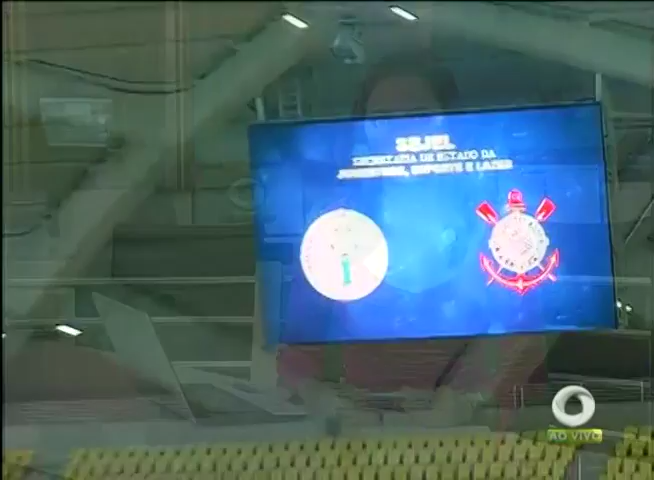 SEJEL
SECRETARIA DE ESTADO DA
JUVENTUDE, ESPORTE E LAZER
AO VIVO